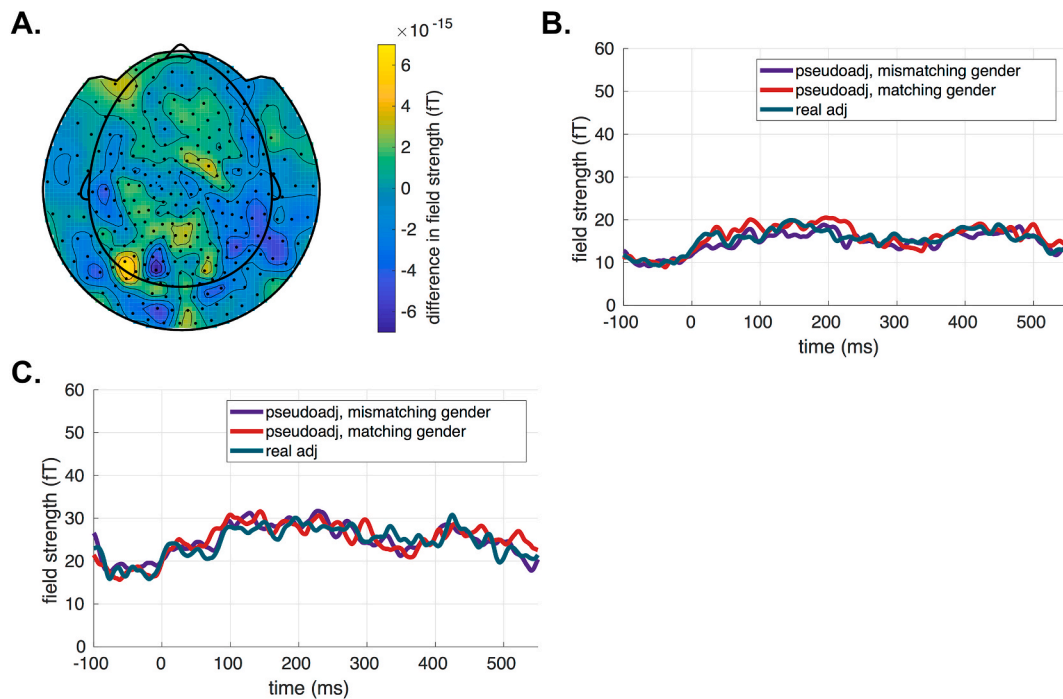 A.
× 10 -15
6
4
2
0
-2
-4
-6
difference in field strength (fT)
B.
60
50
40
30
20
10
0
field strength (fT)
pseudoadj, mismatching gender
pseudoadj, matching gender
real adj
-100 0 100 200 300 400 500
time (ms)
C.
60
50
40
30
20
10
0
field strength (fT)
pseudoadj, mismatching gender
pseudoadj, matching gender
real adj
-100 0 100 200 300 400 500
time (ms)